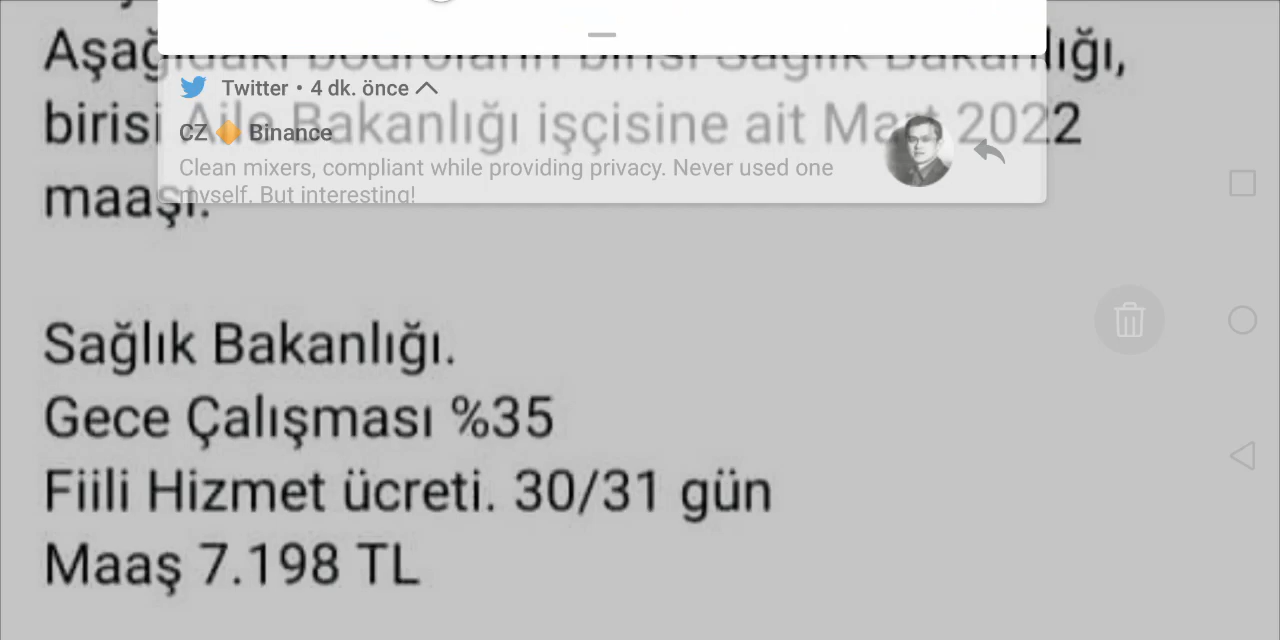 Aşağıdaki bodroların birisi Sağlık Bakanlığı,
Twitter • 4 dk. önce
birisi Aile Bakanlığı işçisine ait Mart 2022
CZ 🔶 Binance
Clean mixers, compliant while providing privacy. Never used one
myself. But interesting!
maaşı.
Sağlık Bakanlığı.
Gece Çalışması %35
Fiili Hizmet ücreti. 30/31 gün
Maaş 7.198 TL